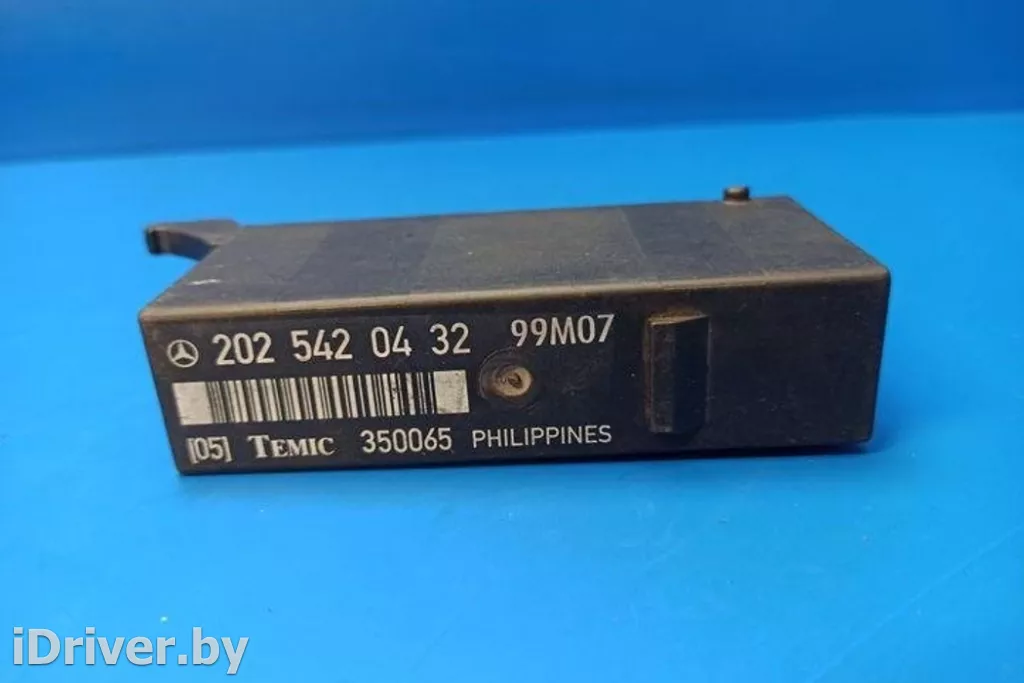 202 542 04 32 99M07
[05] TEMIC 350065 PHILIPPINES
iDriver.by